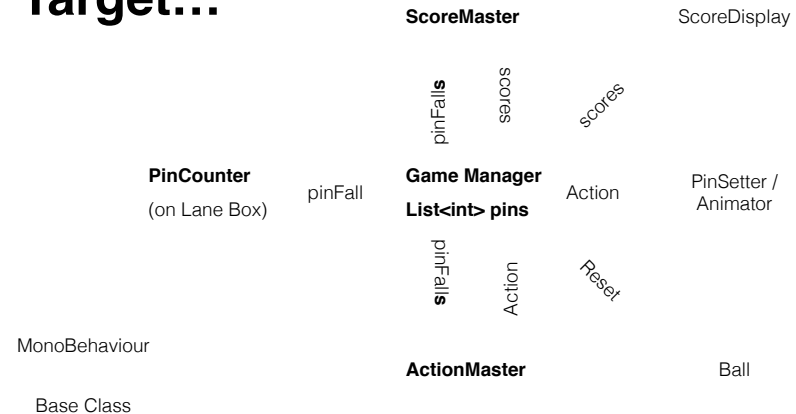 Target...
ScoreMaster
ScoreDisplay
pinFalls
scores
scores
PinCounter
(on Lane Box)
pinFall
Game Manager
List<int> pins
Action
PinSetter /
Animator
pinFalls
Action
Reset
MonoBehaviour
Base Class
ActionMaster
Ball